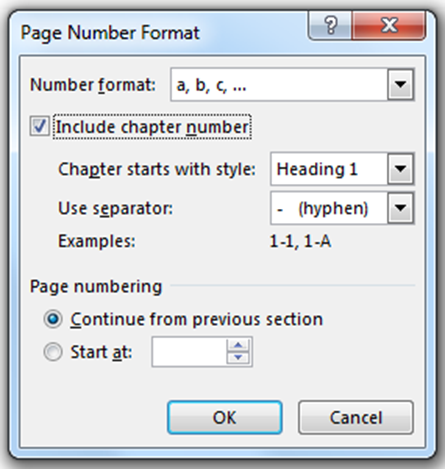 Page Number Format
?
Number format: a, b, c, ...
Include chapter number
Chapter starts with style: Heading 1
Use separator: - (hyphen)
Examples: 1-1, 1-A
Page numbering
Continue from previous section
Start at:
OK Cancel